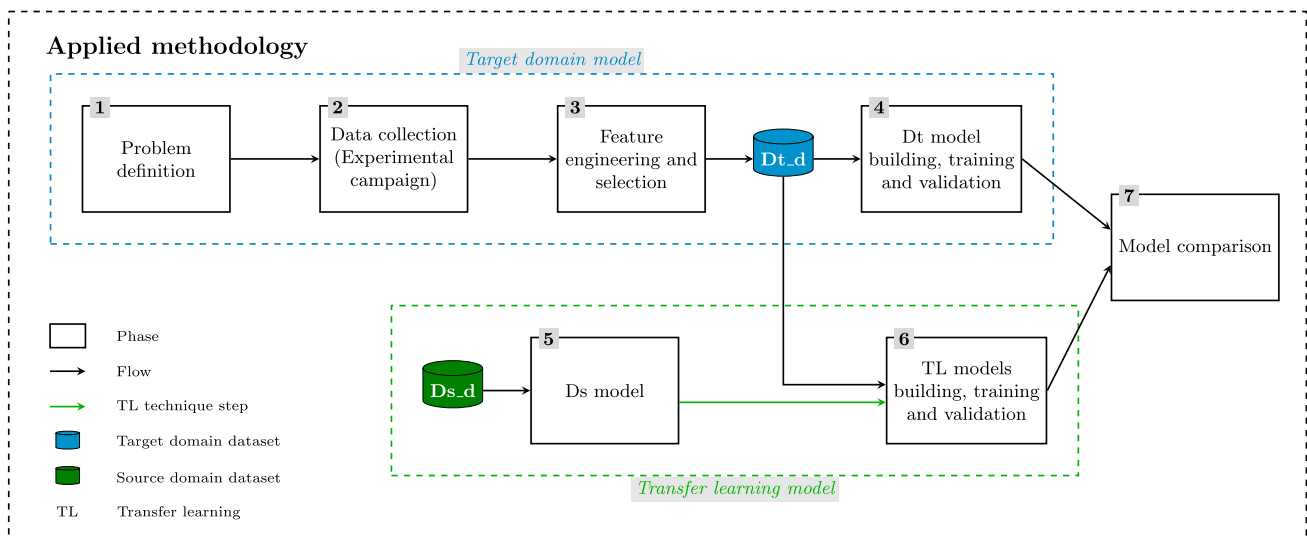 Applied methodology
Target domain model
1
Problem
definition
2
Data collection
(Experimental
campaign)
3
Feature
engineering and
selection
Dt_d
4
Dt model
building, training
and validation
7
Model comparison
Ds_d
5
Ds model
6
TL models
building, training
and validation
Transfer learning model
Phase
Flow
TL technique step
Target domain dataset
Source domain dataset
TL Transfer learning